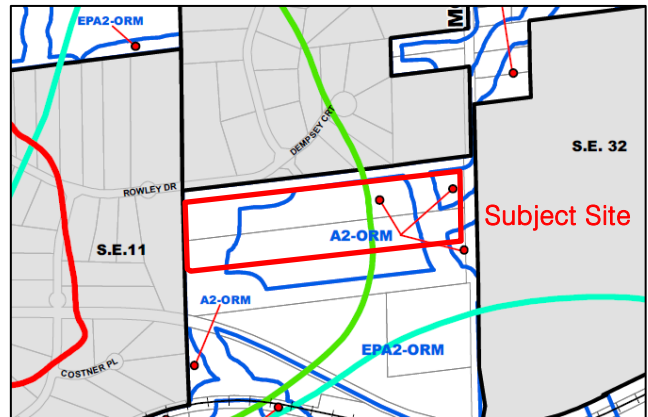 EPA2-ORM
DEMPSEY CRT
S.E. 32
ROWLEY DR
Subject Site
A2-ORM
S.E.11
A2-ORM
EPA2-ORM
COSTNER PL